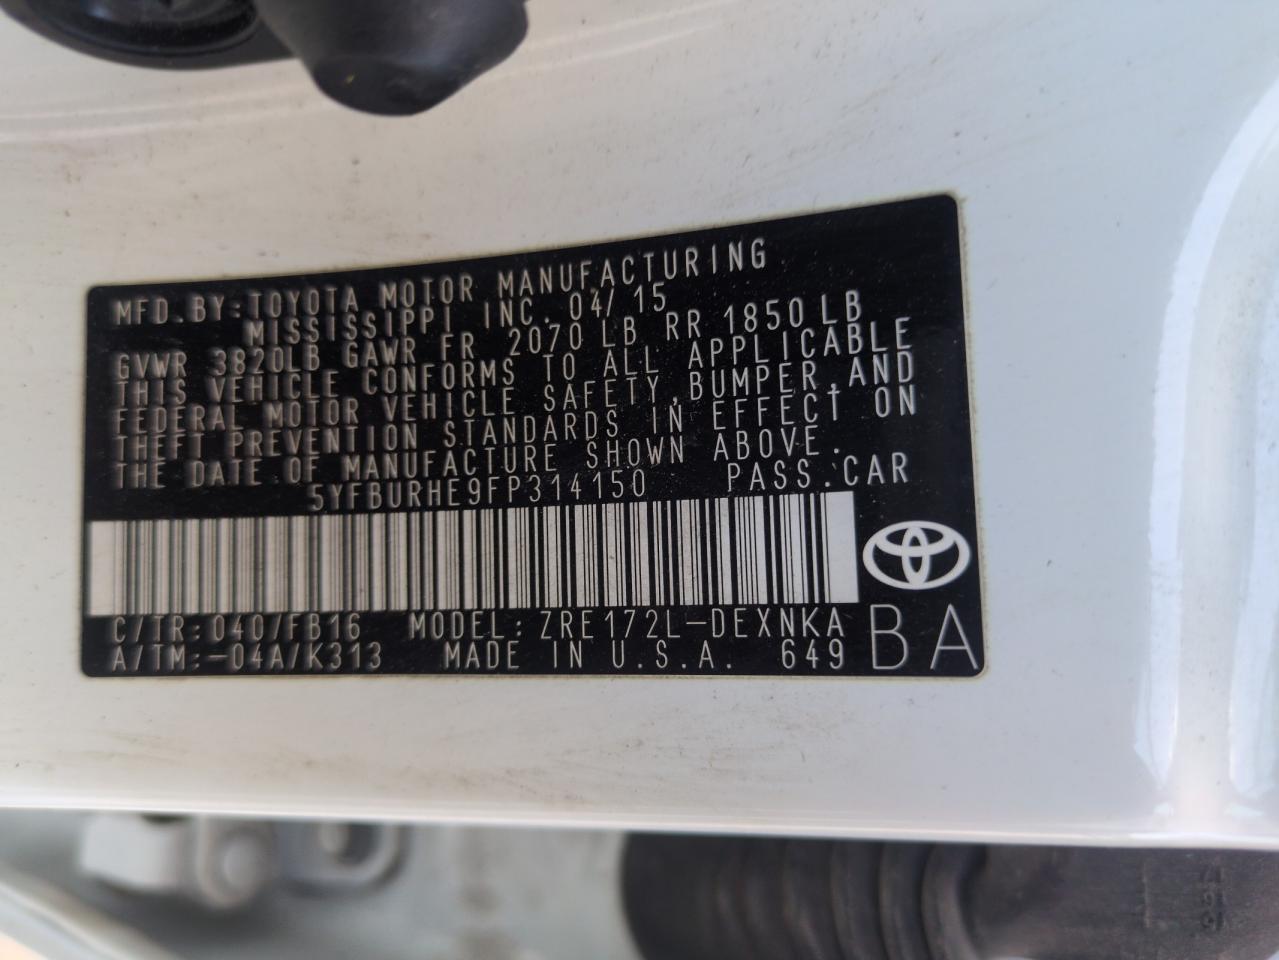 MFD.BY:TOYOTA MOTOR MANUFACTURING
MISSISSIPPI INC. 04/15
GVWR 3820LB GAWR FR 2070 LB RR 1850 LB
THIS VEHICLE CONFORMS TO ALL APPLICABLE
FEDERAL MOTOR VEHICLE SAFETY,BUMPER,AND
THEFT PREVENTION STANDARDS IN EFFECT ON
THE DATE OF MANUFACTURE SHOWN ABOVE.
5YFBURHE9FP314150 PASS.CAR
C/TR:040/FB16 MODEL:ZRE172L-DEXNKA
A/TM:-04A/K313 MADE IN U.S.A. 649
BA